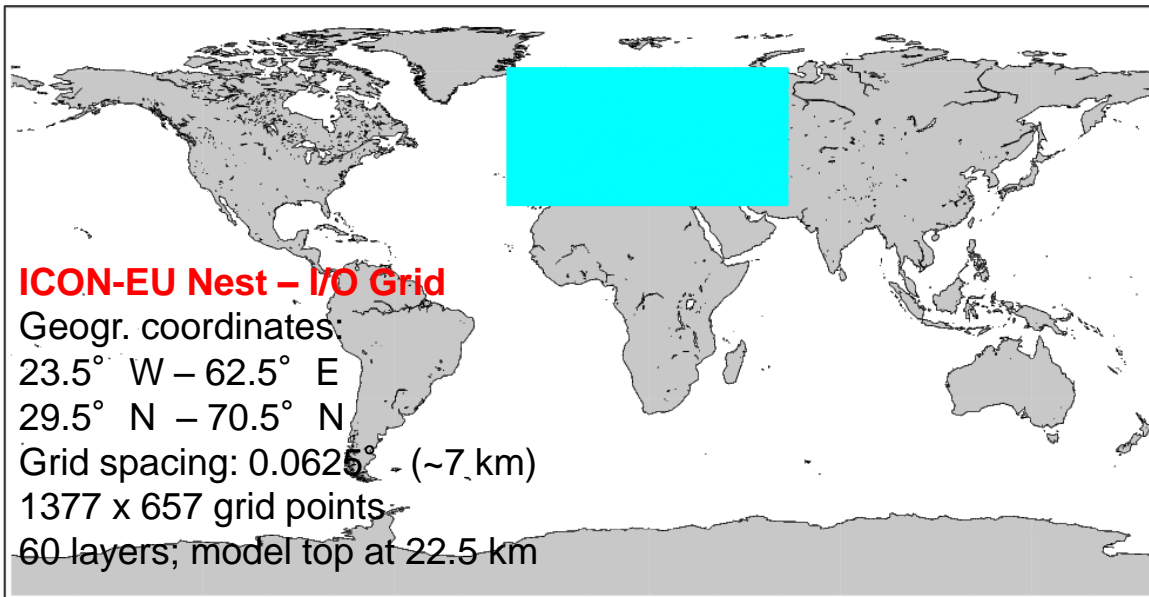 ICON-EU Nest – I/O Grid
Geogr. coordinates:
23.5° W – 62.5° E
29.5° N – 70.5° N
Grid spacing: 0.0625° (~7 km)
1377 x 657 grid points
60 layers; model top at 22.5 km